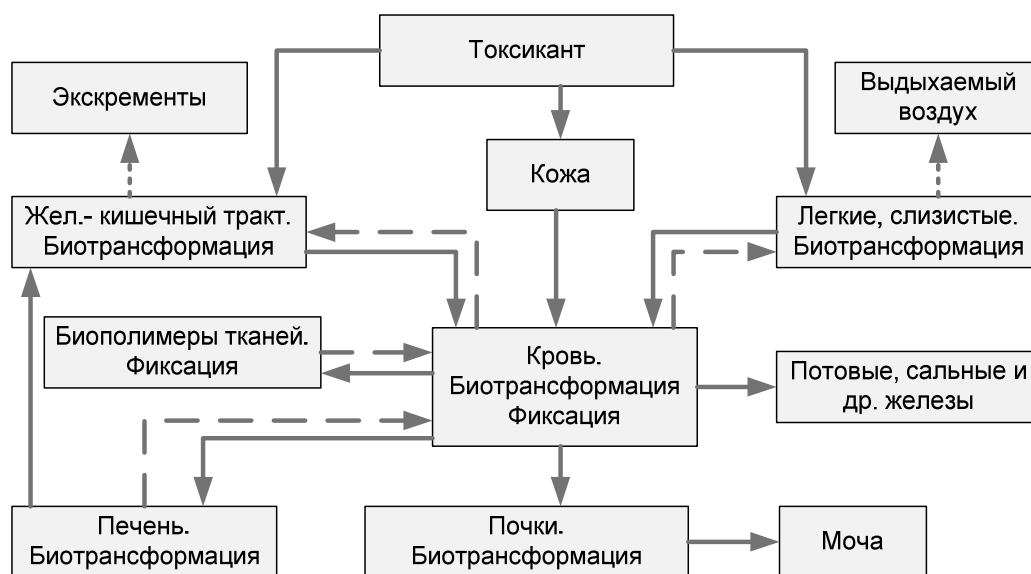 Токсикант
Экскременты
Выдыхаемый
воздух
Кожа
Жел.- кишечный тракт.
Биотрансформация
Легкие, слизистые.
Биотрансформация
Биополимеры тканей.
Фиксация
Кровь.
Биотрансформация
Фиксация
Потовые, сальные и
др. железы
Печень.
Биотрансформация
Почки.
Биотрансформация
Моча